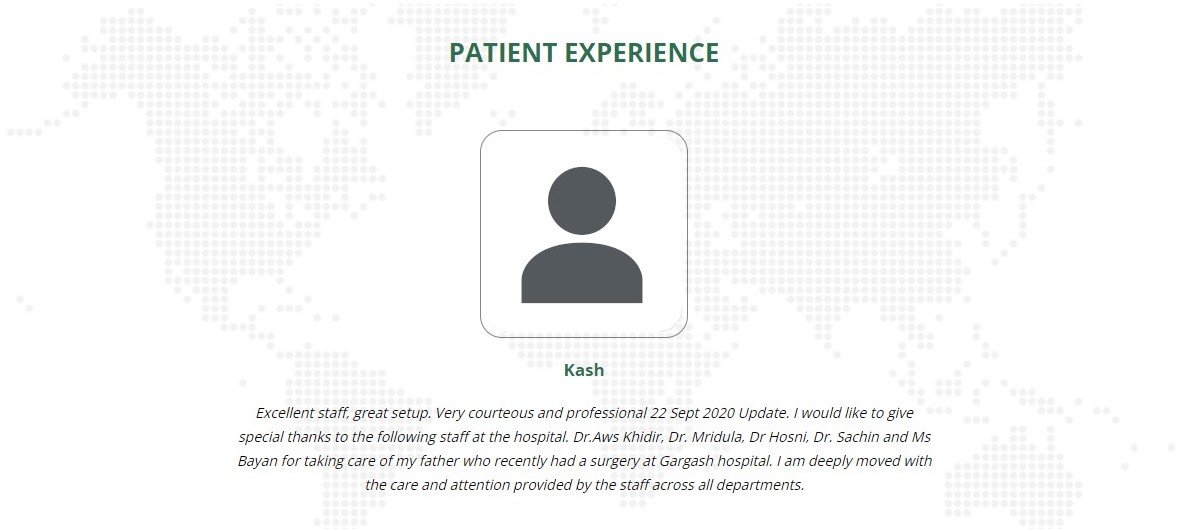 PATIENT EXPERIENCE
Kash
Excellent staff, great setup. Very courteous and professional 22 Sept 2020 Update. I would like to give
special thanks to the following staff at the hospital. Dr.Aws Khidir, Dr. Mridula, Dr Hosni, Dr. Sachin and Ms
Bayan for taking care of my father who recently had a surgery at Gargash hospital. I am deeply moved with
the care and attention provided by the staff across all departments.